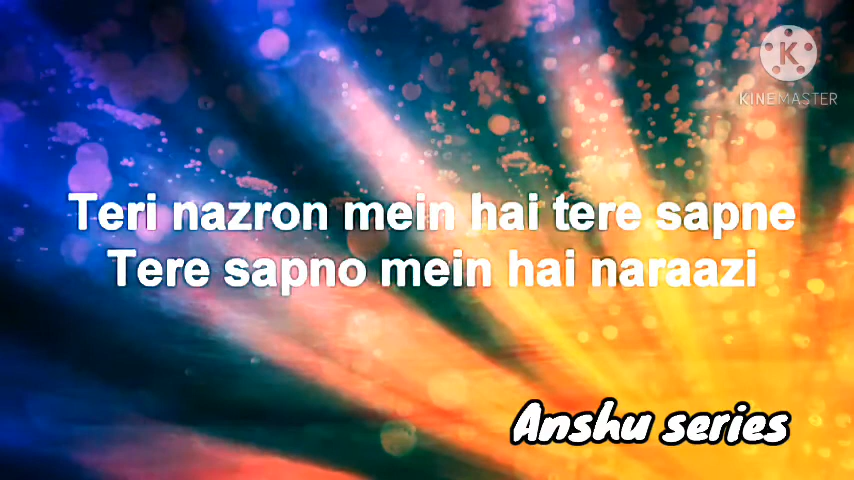 K
KINEMASTER
Teri nazron mein hai tere sapne
Tere sapno mein hai naraazi
Anshu series